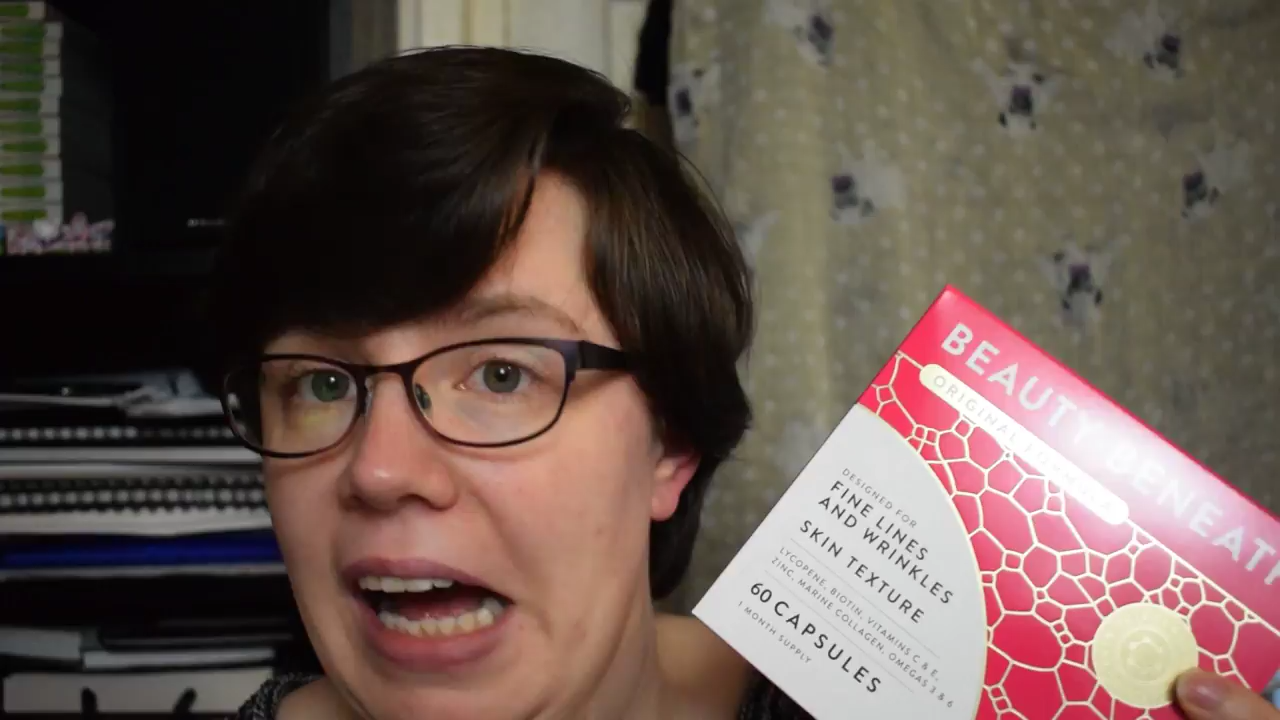 BEAUTY BENEATH
ORIGINAL FORMULA
DESIGNED FOR
FINE LINES
AND WRINKLES
SKIN TEXTURE
LYCOPENE, BIOTIN, VITAMINS C & E,
ZINC, MARINE COLLAGEN, OMEGAS 3 & 6
60 CAPSULES
1 MONTH SUPPLY